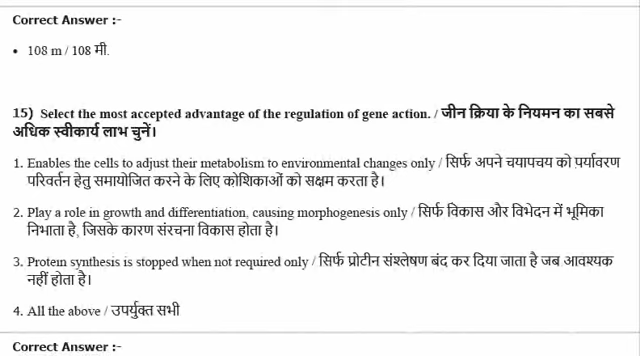 Correct Answer :-
• 108 m / 108 मी.
15) Select the most accepted advantage of the regulation of gene action. / जीन क्रिया के नियमन का सबसे
अधिक स्वीकार्य लाभ चुनें।
1. Enables the cells to adjust their metabolism to environmental changes only / सिर्फ अपने चयापचय को पर्यावरण
परिवर्तन हेतु समायोजित करने के लिए कोशिकाओं को सक्षम करता है।
2. Play a role in growth and differentiation, causing morphogenesis only / सिर्फ विकास और विभेदन में भूमिका
निभाता है, जिसके कारण संरचना विकास होता है।
3. Protein synthesis is stopped when not required only / सिर्फ प्रोटीन संश्लेषण बंद कर दिया जाता है जब आवश्यक
नहीं होता है।
4. All the above / उपर्युक्त सभी
Correct Answer :-